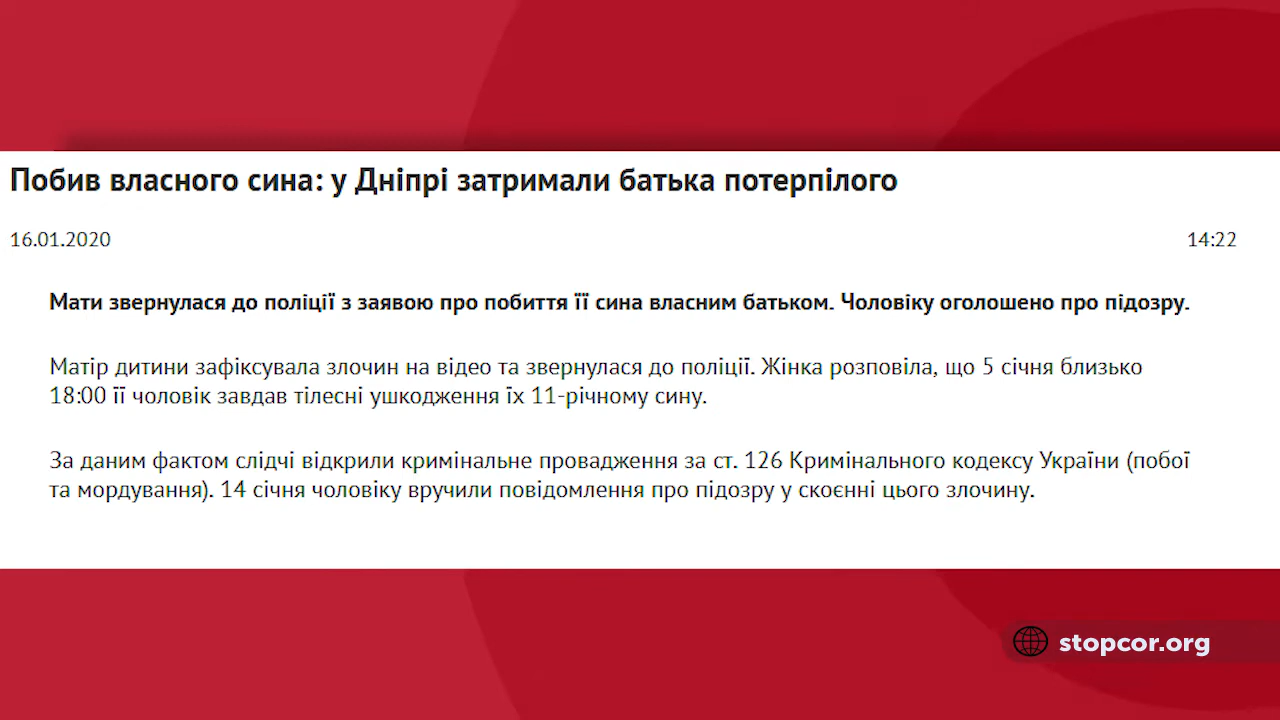 Побив власного сина: у Дніпрі затримали батька потерпілого
16.01.2020 14:22
Мати звернулася до поліції з заявою про побиття її сина власним батьком. Чоловіку оголошено про підозру.
Матір дитини зафіксувала злочин на відео та звернулася до поліції. Жінка розповіла, що 5 січня близько
18:00 її чоловік завдав тілесні ушкодження їх 11-річному сину.
За даним фактом слідчі відкрили кримінальне провадження за ст. 126 Кримінального кодексу України (побої
та мордування). 14 січня чоловіку вручили повідомлення про підозру у скоєнні цього злочину.
stopcor.org